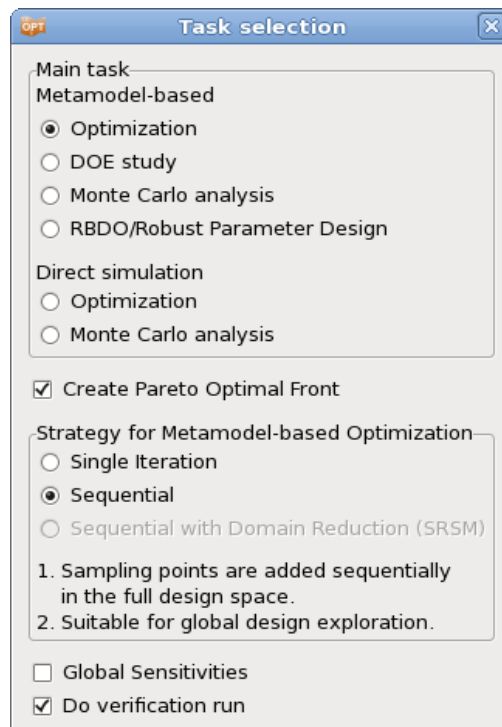 OPT
Task selection
Main task
Metamodel-based
Optimization
DOE study
Monte Carlo analysis
RBDO/Robust Parameter Design
Direct simulation
Optimization
Monte Carlo analysis
Create Pareto Optimal Front
Strategy for Metamodel-based Optimization
Single Iteration
Sequential
Sequential with Domain Reduction (SRSM)
1. Sampling points are added sequentially
in the full design space.
2. Suitable for global design exploration.
Global Sensitivities
Do verification run